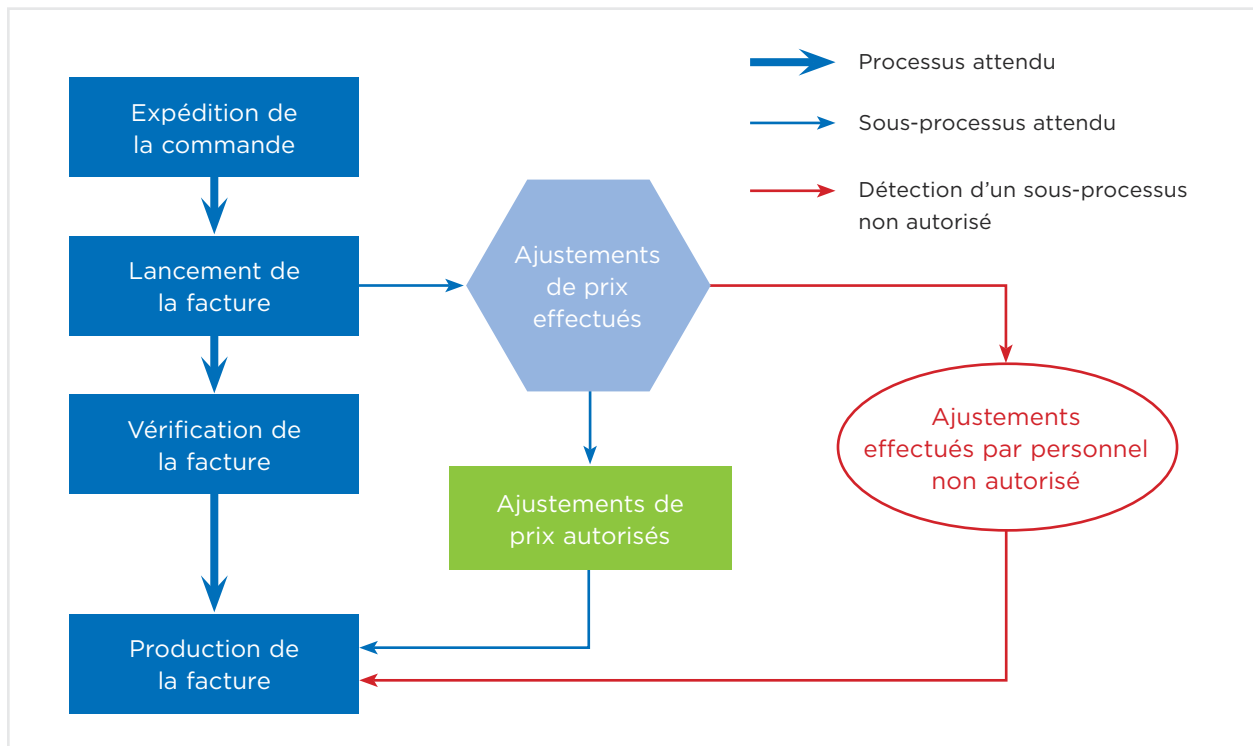 Expédition de
la commande
Lancement de
la facture
Vérification de
la facture
Production de
la facture
Ajustements
de prix
effectués
Ajustements de
prix autorisés
Ajustements
effectués par personnel
non autorisé
Processus attendu
Sous-processus attendu
Détection d’un sous-processus
non autorisé